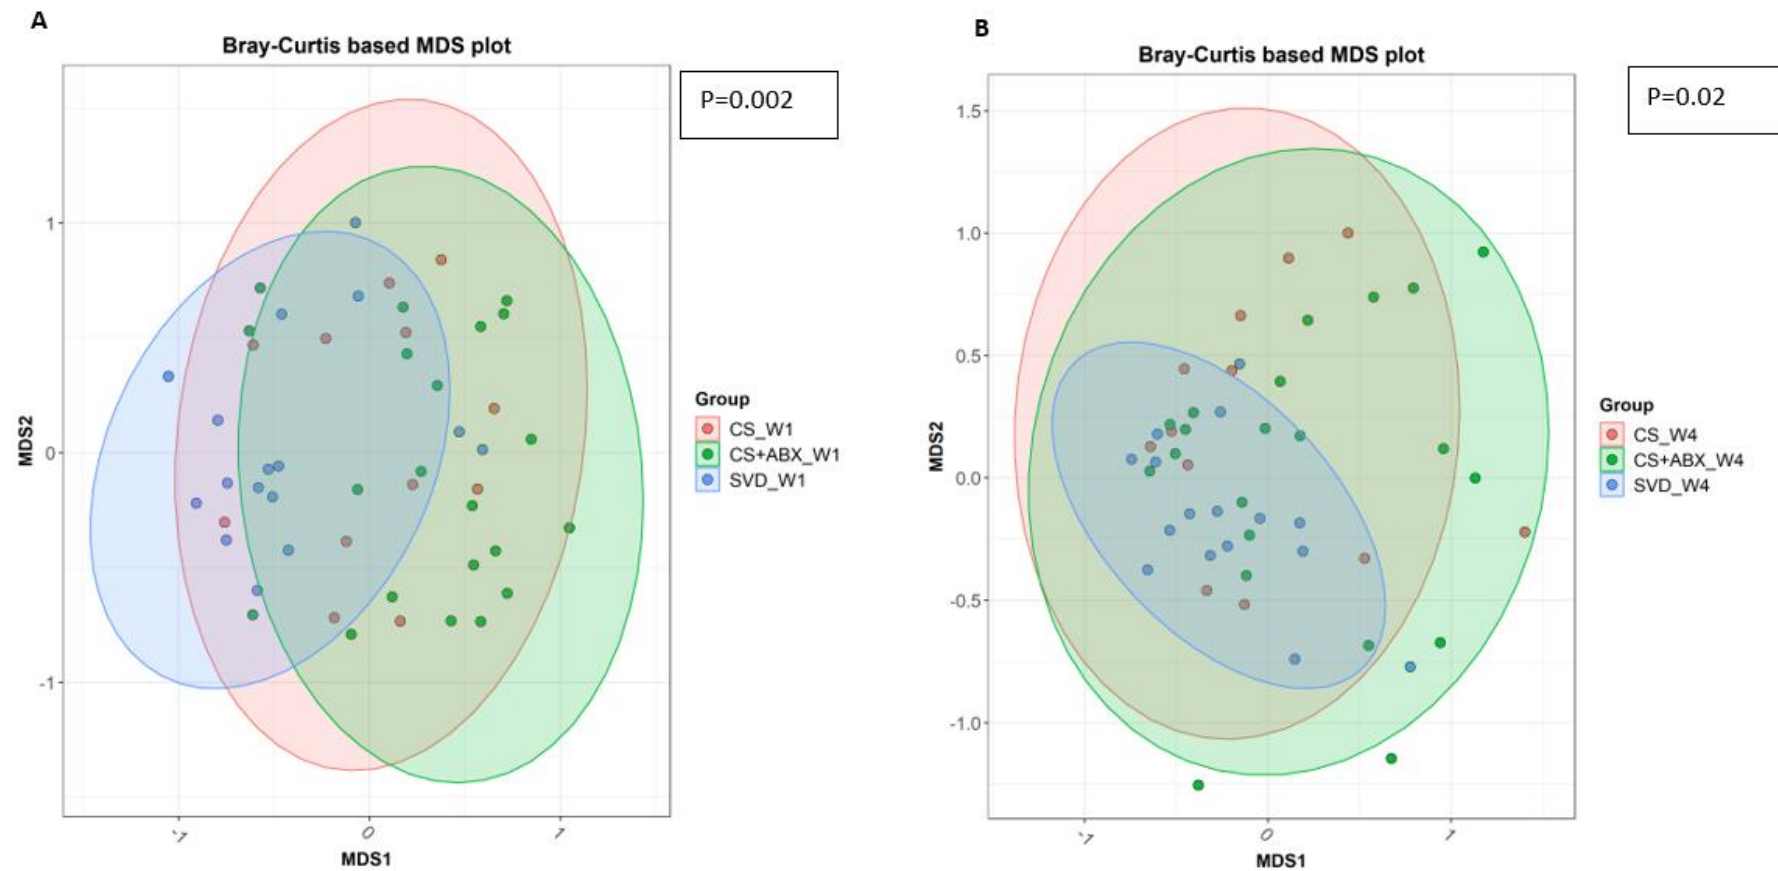 A
Bray-Curtis based MDS plot
P=0.002
1
0
-1
MDS2
-1
0
1
MDS1
Group
CS_W1
CS+ABX_W1
SVD_W1
B
Bray-Curtis based MDS plot
P=0.02
1.5
1.0
0.5
0.0
-0.5
-1.0
MDS2
-1
0
1
MDS1
Group
CS_W4
CS+ABX_W4
SVD_W4